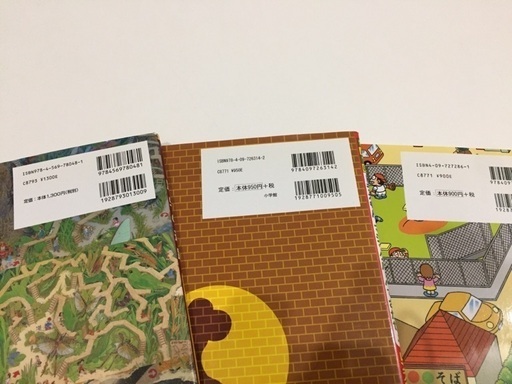 ISBN978-4-569-78048-1
C8793 ¥1300E
9784569780481
定価:本体1,300円(税別)
1928793013009
ISBN978-4-09-726314-2
C8771 ¥950E
9784097263142
定価 本体950円+税
小学館
1928771009505
ISBN4-09-727286-1
C8771 ¥900E
定価 本体900円+税
そば